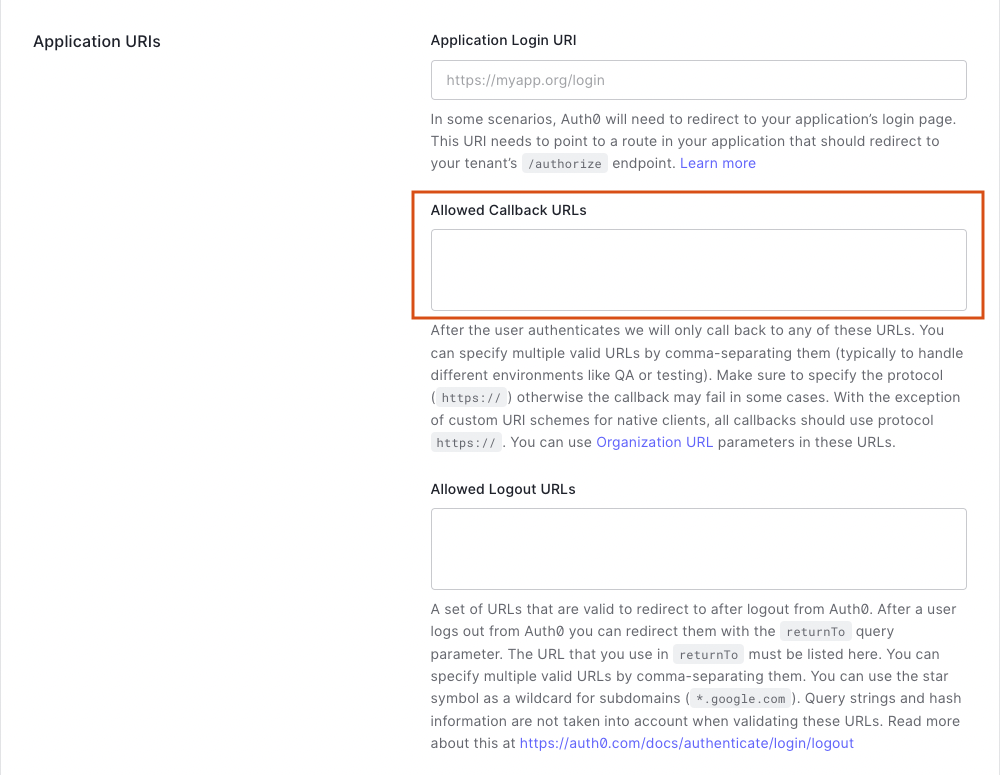 Application URIs
Application Login URI
https://myapp.org/login
In some scenarios, Auth0 will need to redirect to your application’s login page.
This URI needs to point to a route in your application that should redirect to
your tenant’s /authorize endpoint. Learn more
Allowed Callback URLs
After the user authenticates we will only call back to any of these URLs. You
can specify multiple valid URLs by comma-separating them (typically to handle
different environments like QA or testing). Make sure to specify the protocol
( https:// ) otherwise the callback may fail in some cases. With the exception
of custom URI schemes for native clients, all callbacks should use protocol
https:// . You can use Organization URL parameters in these URLs.
Allowed Logout URLs
A set of URLs that are valid to redirect to after logout from Auth0. After a user
logs out from Auth0 you can redirect them with the returnTo query
parameter. The URL that you use in returnTo must be listed here. You can
specify multiple valid URLs by comma-separating them. You can use the star
symbol as a wildcard for subdomains ( *.google.com ). Query strings and hash
information are not taken into account when validating these URLs. Read more
about this at https://auth0.com/docs/authenticate/login/logout